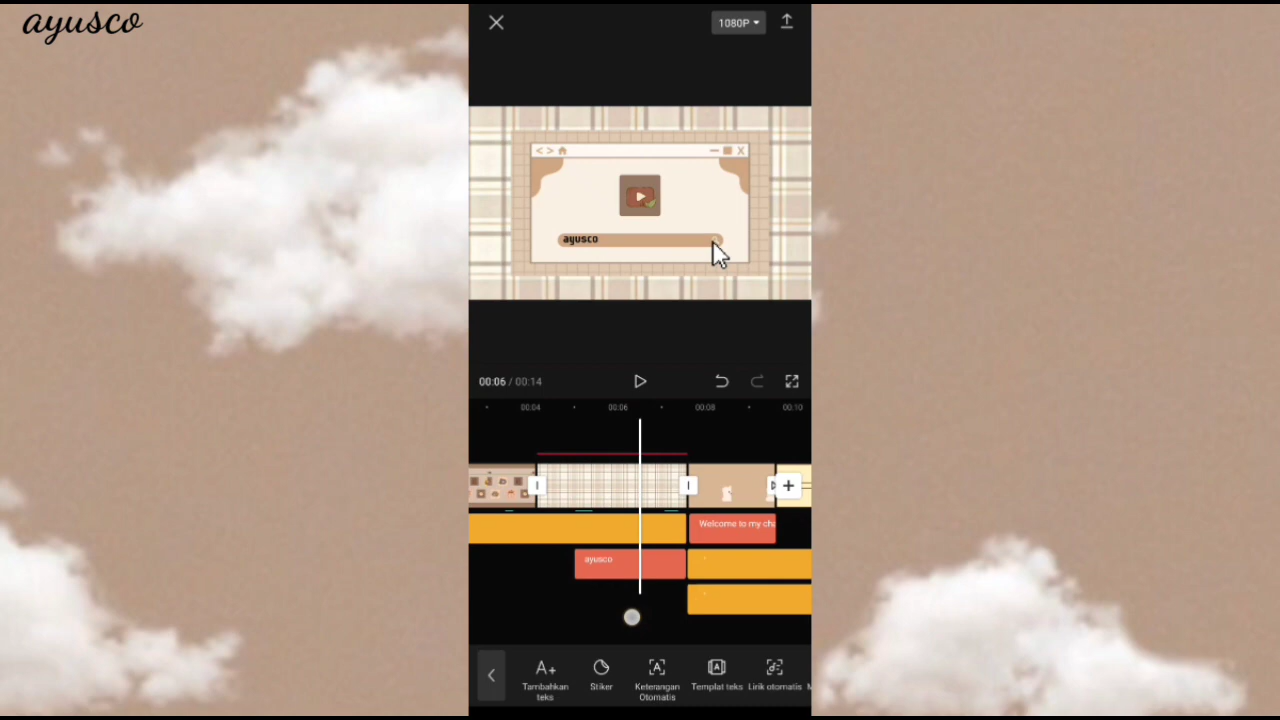 ayusco
1080P
< >
X
ayusco
00:06 / 00:14
00:04 00:06 00:08 00:10
Welcome to my cha
ayusco
Tambahkan teks
Stiker
Keterangan Otomatis
Templat teks
Lirik otomatis